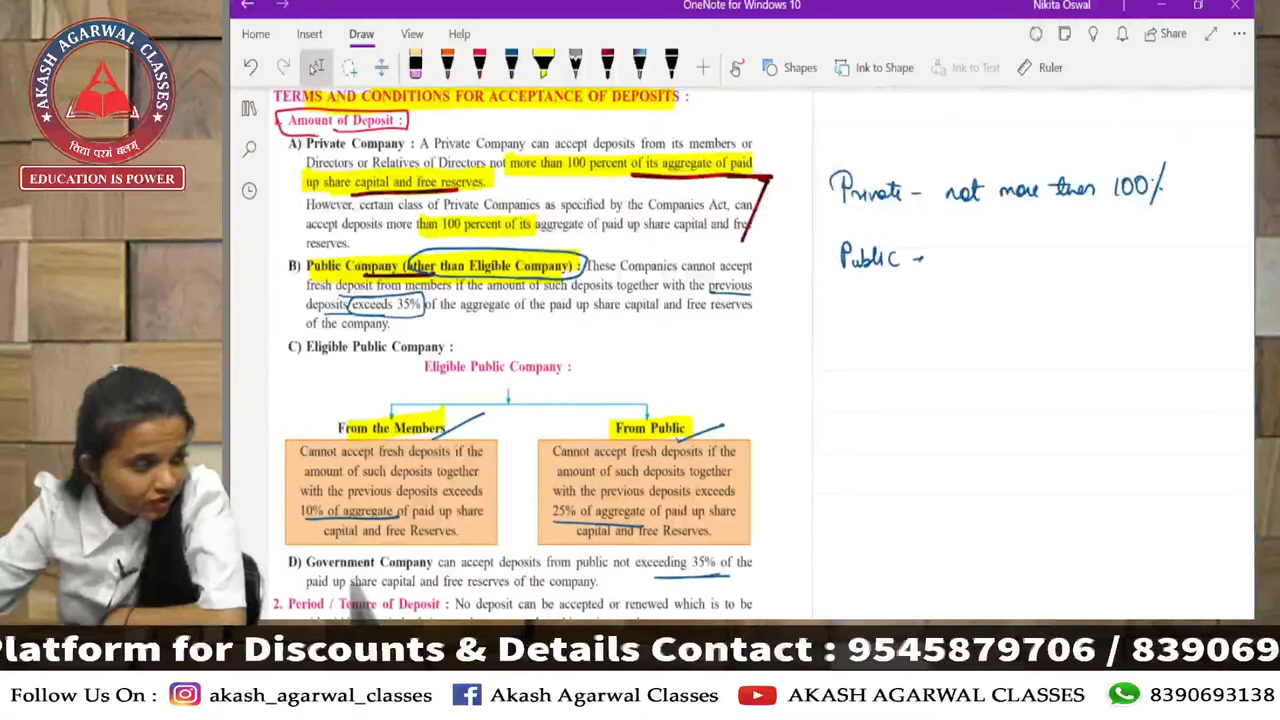 OneNote for Windows 10
Nikita Oswal
Home Insert Draw View Help
Share
Shapes Ink to Shape Ink to Text Ruler
AKASH AGARWAL CLASSES
विद्या परमं बलम्
EDUCATION IS POWER
TERMS AND CONDITIONS FOR ACCEPTANCE OF DEPOSITS :
Amount of Deposit :
A) Private Company : A Private Company can accept deposits from its members or
Directors or Relatives of Directors not more than 100 percent of its aggregate of paid
up share capital and free reserves.
However, certain class of Private Companies as specified by the Companies Act, can
accept deposits more than 100 percent of its aggregate of paid up share capital and free
reserves.
B) Public Company (other than Eligible Company) : These Companies cannot accept
fresh deposit from members if the amount of such deposits together with the previous
deposits exceeds 35% of the aggregate of the paid up share capital and free reserves
of the company.
C) Eligible Public Company :
Eligible Public Company :
From the Members
Cannot accept fresh deposits if the
amount of such deposits together
with the previous deposits exceeds
10% of aggregate of paid up share
capital and free Reserves.
From Public
Cannot accept fresh deposits if the
amount of such deposits together
with the previous deposits exceeds
25% of aggregate of paid up share
capital and free Reserves.
D) Government Company can accept deposits from public not exceeding 35% of the
paid up share capital and free reserves of the company.
2. Period / Tenure of Deposit : No deposit can be accepted or renewed which is to be
Private - not more then 100%
Public -
Platform for Discounts & Details Contact : 9545879706 / 839069
Follow Us On : akash_agarwal_classes Akash Agarwal Classes AKASH AGARWAL CLASSES 8390693138